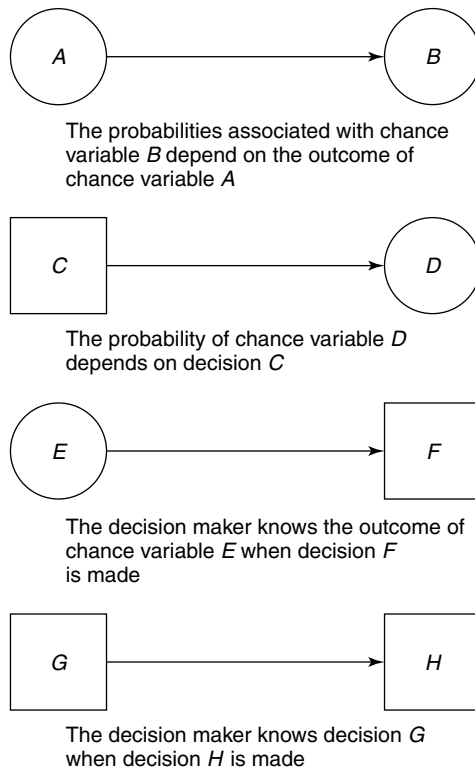 A
B
The probabilities associated with chance
variable B depend on the outcome of
chance variable A
C
D
The probability of chance variable D
depends on decision C
E
F
The decision maker knows the outcome of
chance variable E when decision F
is made
G
H
The decision maker knows decision G
when decision H is made